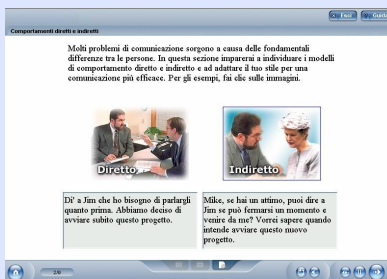 Esci
Guida
Comportamenti diretti e indiretti
Molti problemi di comunicazione sorgono a causa delle fondamentali
differenze tra le persone. In questa sezione imparerai a individuare i modelli
di comportamento diretto e indiretto e ad adattare il tuo stile per una
comunicazione più efficace. Per gli esempi, fai clic sulle immagini.
Diretto
Indiretto
Di' a Jim che ho bisogno di parlargli
quanto prima. Abbiamo deciso di
avviare subito questo progetto.
Mike, se hai un attimo, puoi dire a
Jim se può fermarsi un momento e
venire da me? Vorrei sapere quando
intende avviare questo nuovo
progetto.
2/6